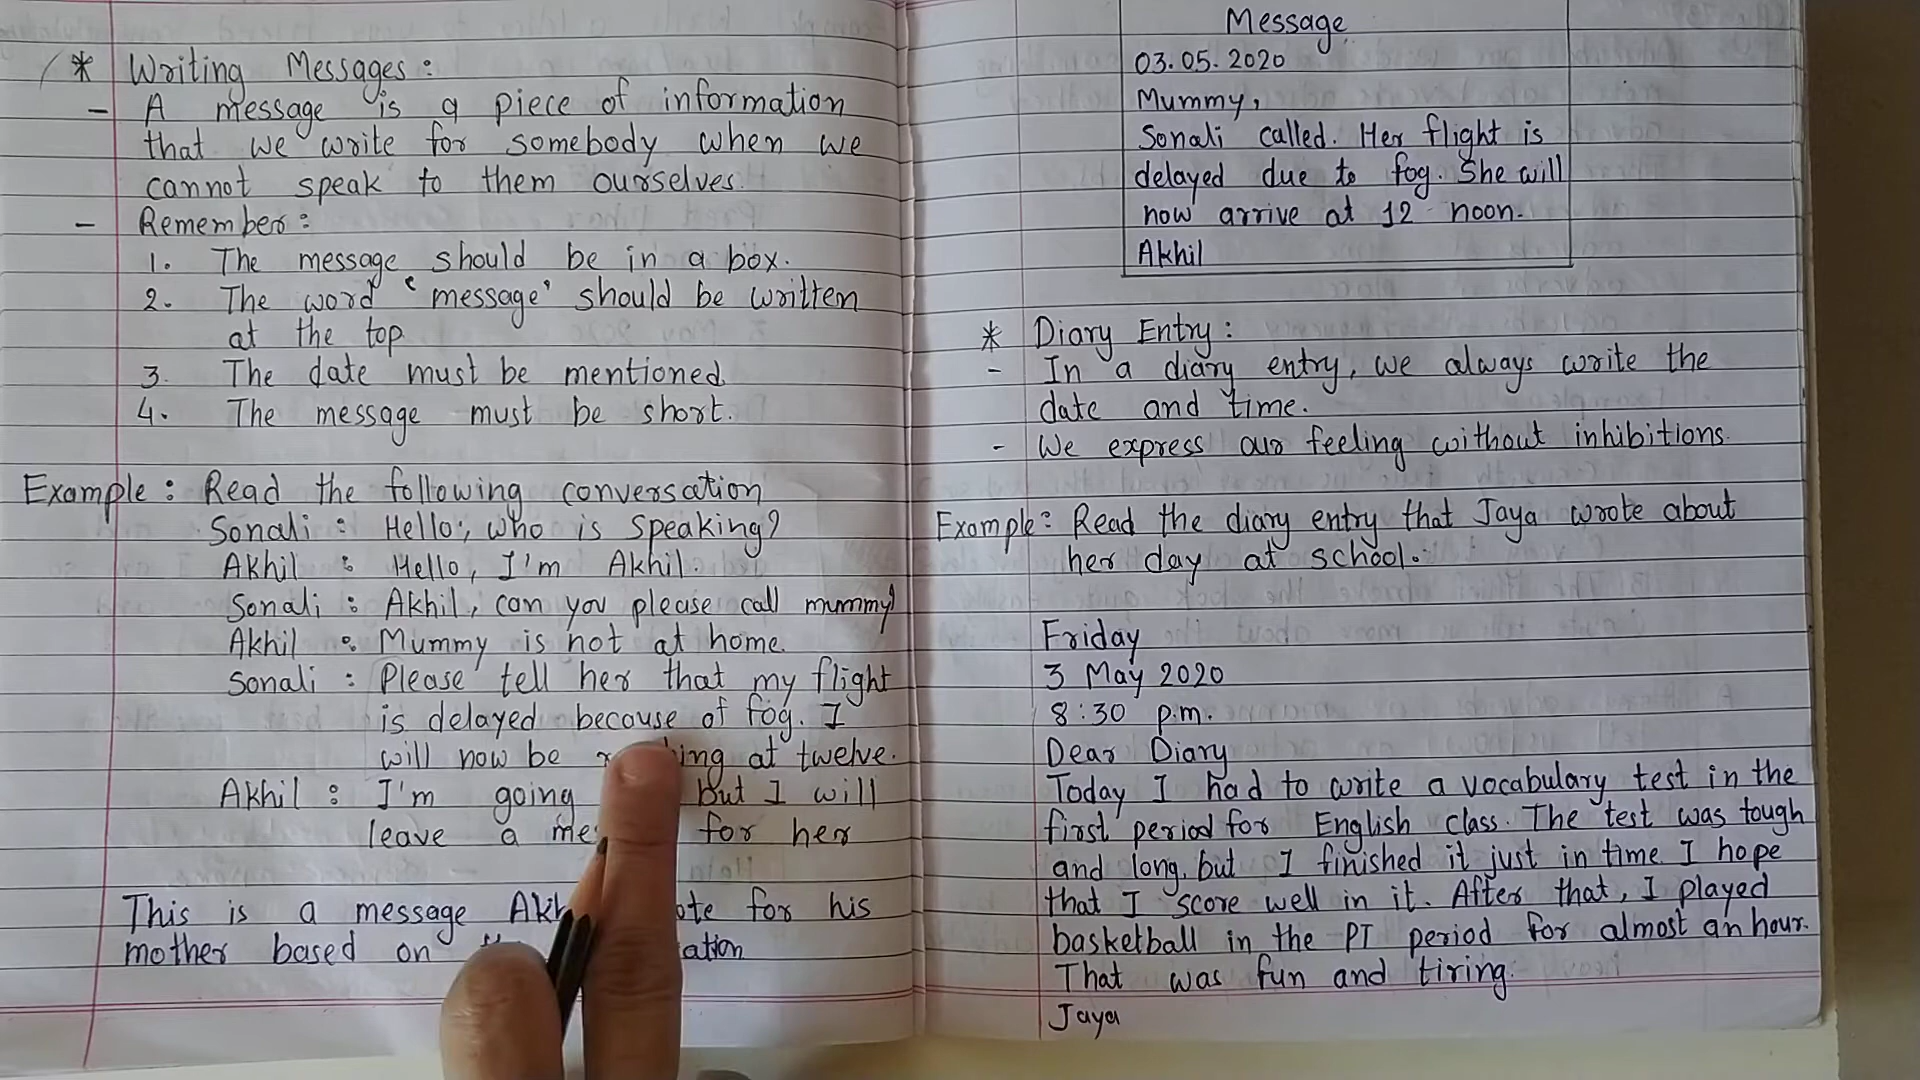 * Writing Messages:
- A message is a piece of information
that we write for somebody when we
cannot speak to them ourselves.
- Remember:
1. The message should be in a box.
2. The word 'message' should be written
at the top.
3. The date must be mentioned.
4. The message must be short.
Example: Read the following conversation
Sonali : Hello, who is speaking?
Akhil : Hello, I'm Akhil.
Sonali : Akhil, can you please call mummy?
Akhil : Mummy is not at home.
Sonali : Please tell her that my flight
is delayed because of fog. I
will now be at twelve.
Akhil : I'm going but I will
leave a for her
This is a message for his
mother based on
Message
03.05.2020
Mummy,
Sonali called. Her flight is
delayed due to fog. She will
now arrive at 12 noon.
Akhil
* Diary Entry:
- In a diary entry, we always write the
date and time.
- We express our feeling without inhibitions.
Example: Read the diary entry that Jaya wrote about
her day at school.
Friday
3 May 2020
8:30 p.m.
Dear Diary
Today I had to write a vocabulary test in the
first period for English class. The test was tough
and long, but I finished it just in time. I hope
that I score well in it. After that, I played
basketball in the PT period for almost an hour.
That was fun and tiring.
Jaya